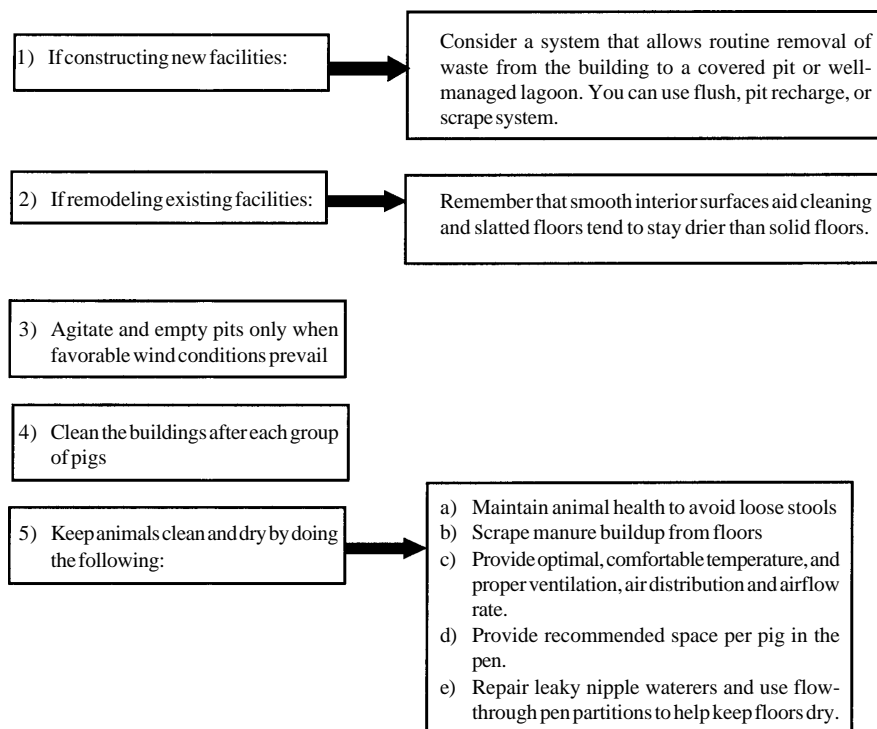 1) If constructing new facilities:
Consider a system that allows routine removal of
waste from the building to a covered pit or well-
managed lagoon. You can use flush, pit recharge, or
scrape system.
2) If remodeling existing facilities:
Remember that smooth interior surfaces aid cleaning
and slatted floors tend to stay drier than solid floors.
3) Agitate and empty pits only when
favorable wind conditions prevail
4) Clean the buildings after each group
of pigs
5) Keep animals clean and dry by doing
the following:
a) Maintain animal health to avoid loose stools
b) Scrape manure buildup from floors
c) Provide optimal, comfortable temperature, and
proper ventilation, air distribution and airflow
rate.
d) Provide recommended space per pig in the
pen.
e) Repair leaky nipple waterers and use flow-
through pen partitions to help keep floors dry.